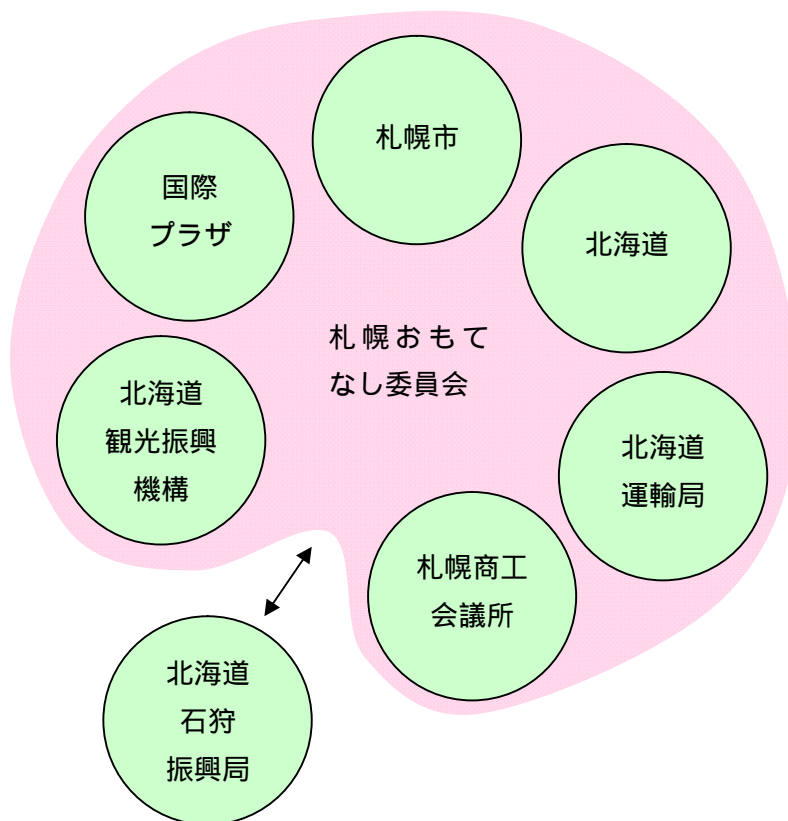 札幌市
国際
プラザ
北海道
札幌おもて
なし委員会
北海道
観光振興
機構
北海道
運輸局
札幌商工
会議所
北海道
石狩
振興局